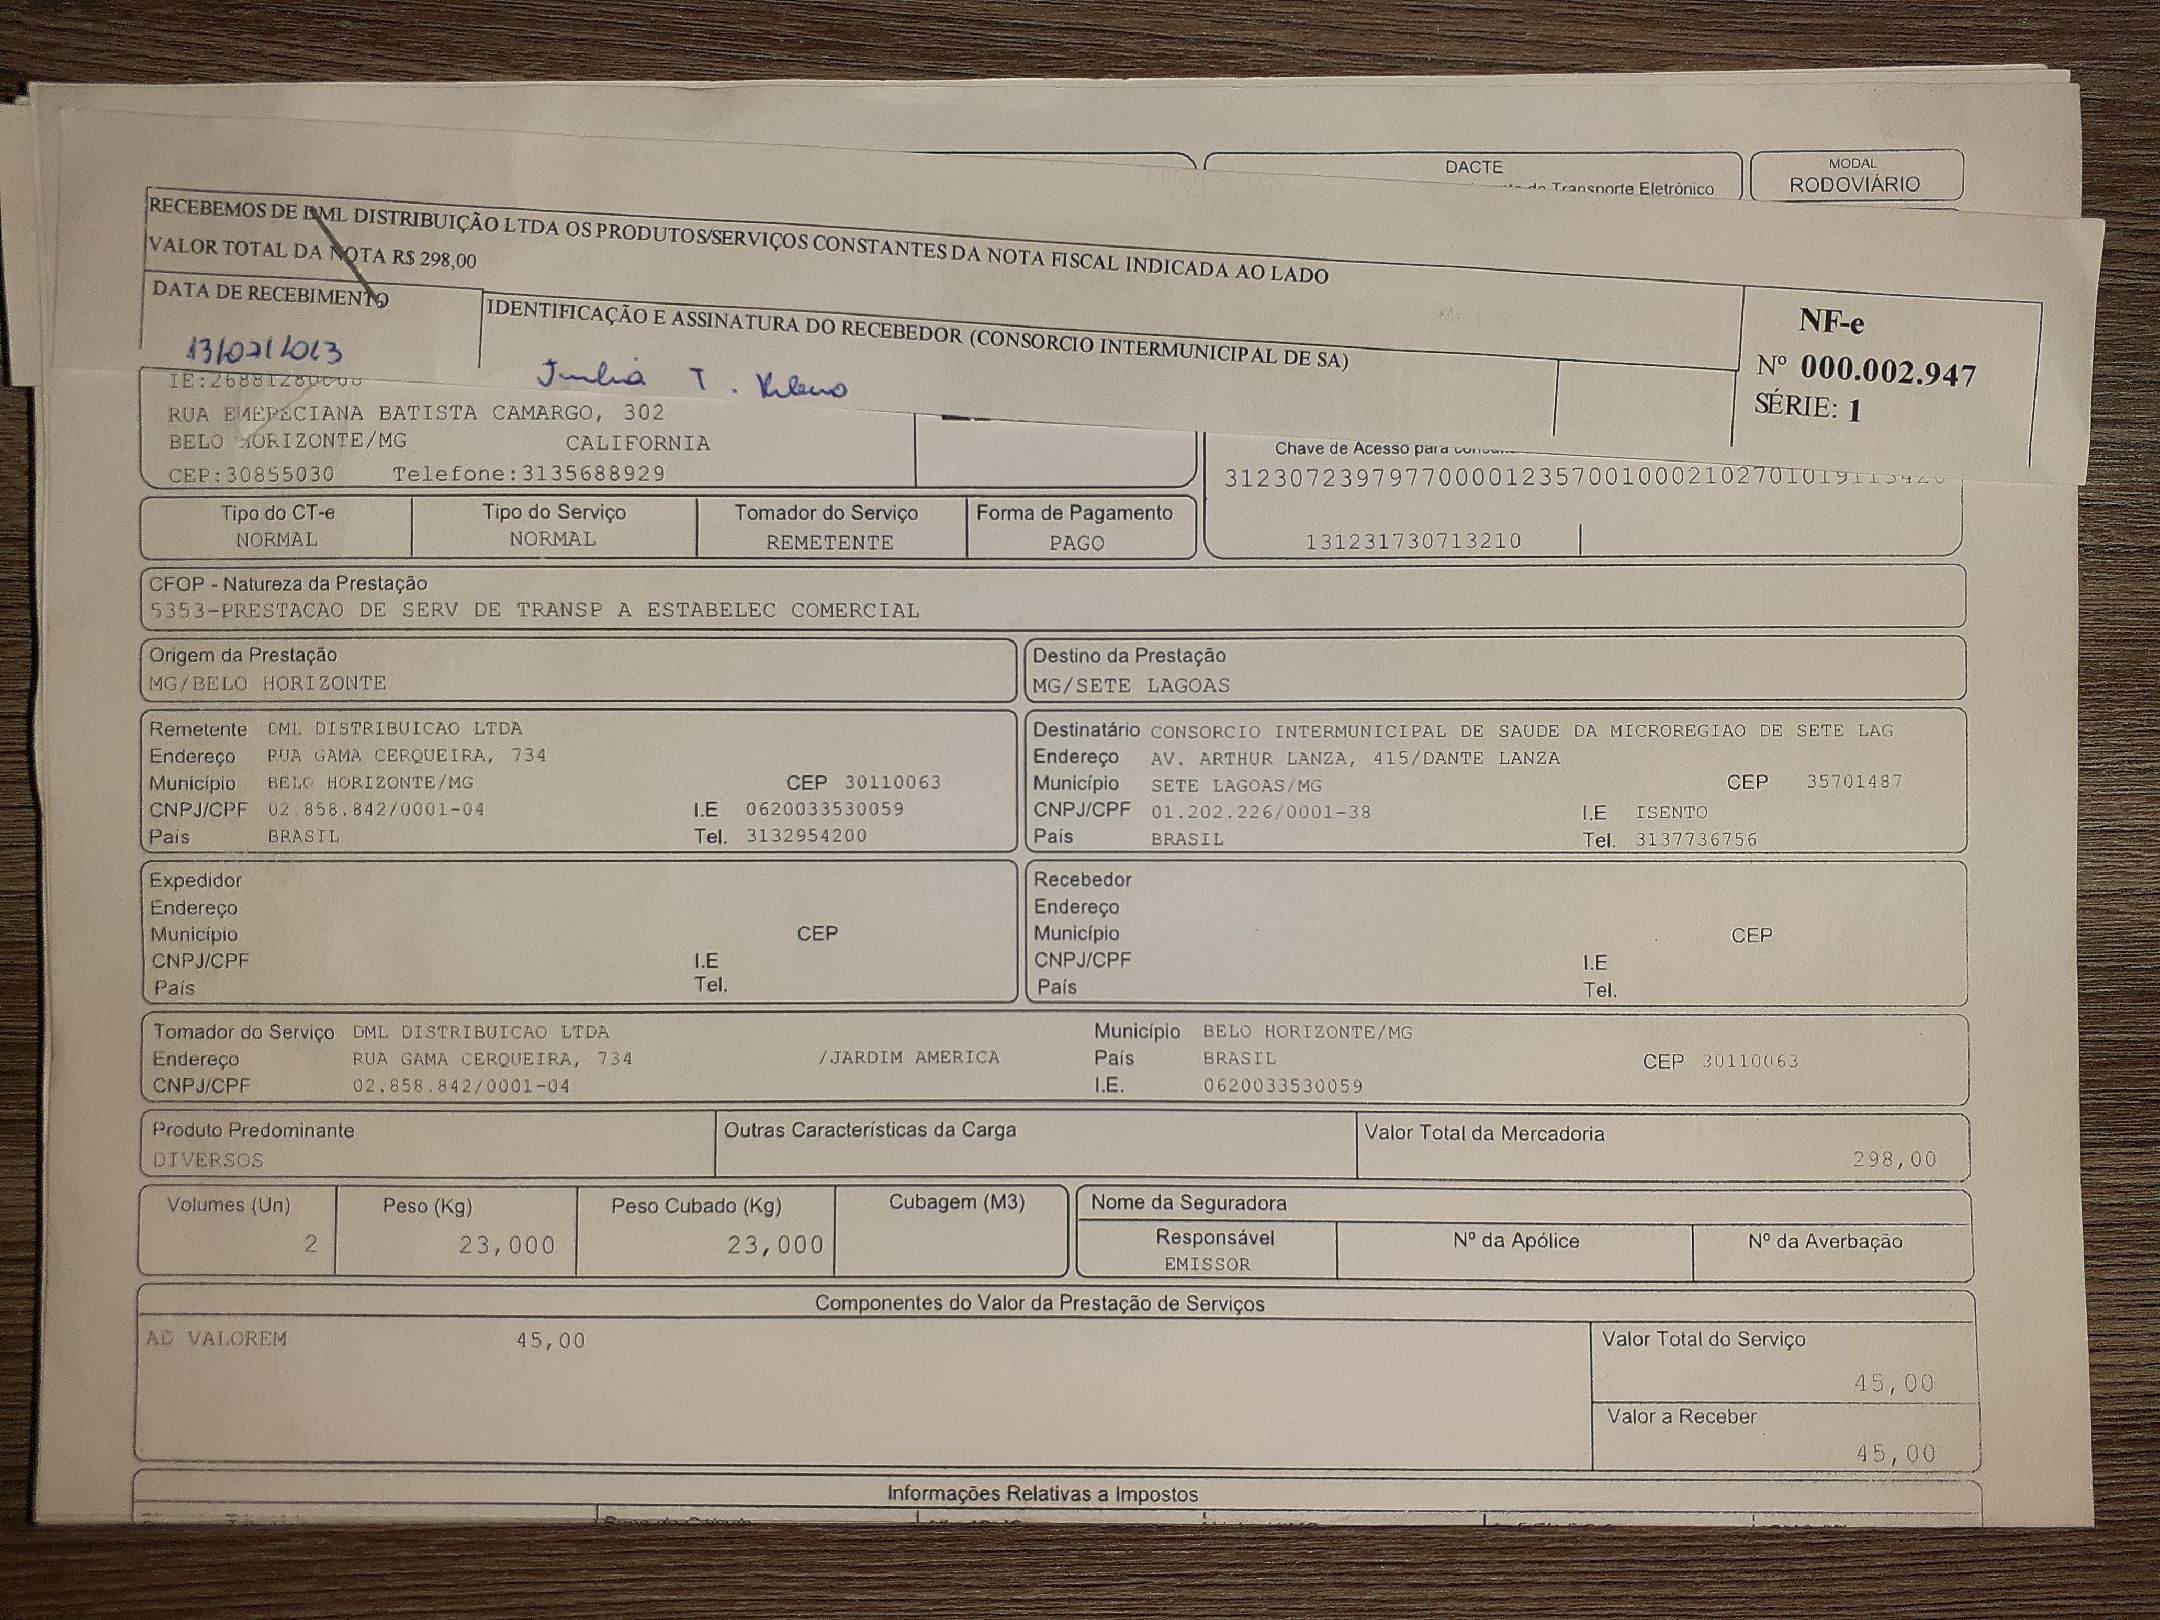 DACTE
Transporte Eletrônico
MODAL
RODOVIÁRIO
RECEBEMOS DE DML DISTRIBUIÇÃO LTDA OS PRODUTOS/SERVIÇOS CONSTANTES DA NOTA FISCAL INDICADA AO LADO
VALOR TOTAL DA NOTA R$ 298,00
DATA DE RECEBIMENTO
IDENTIFICAÇÃO E ASSINATURA DO RECEBEDOR (CONSORCIO INTERMUNICIPAL DE SA)
NF-e
Nº 000.002.947
SÉRIE: 1
13/07/2023
T.
RUA EMERECIANA BATISTA CAMARGO, 302
BELO HORIZONTE/MG CALIFORNIA
CEP:30855030 Telefone:3135688929
Chave de Acesso para
Tipo do CT-e Tipo do Serviço Tomador do Serviço Forma de Pagamento
NORMAL NORMAL REMETENTE PAGO
131231730713210
CFOP - Natureza da Prestação
5353-PRESTACAO DE SERV DE TRANSP A ESTABELEC COMERCIAL
Origem da Prestação
MG/BELO HORIZONTE
Destino da Prestação
MG/SETE LAGOAS
Remetente DML DISTRIBUICAO LTDA
Endereço RUA GAMA CERQUEIRA, 734
Município BELO HORIZONTE/MG CEP 30110063
CNPJ/CPF 02.858.842/0001-04 I.E 0620033530059
País BRASIL Tel. 3132954200
Destinatário CONSORCIO INTERMUNICIPAL DE SAUDE DA MICROREGIAO DE SETE LAG
Endereço AV. ARTHUR LANZA, 415/DANTE LANZA
Município SETE LAGOAS/MG CEP 35701487
CNPJ/CPF 01.202.226/0001-38 I.E ISENTO
País BRASIL Tel. 3137736756
Expedidor
Endereço
Município CEP
CNPJ/CPF I.E
País Tel.
Recebedor
Endereço
Município CEP
CNPJ/CPF I.E
País Tel.
Tomador do Serviço DML DISTRIBUICAO LTDA Município BELO HORIZONTE/MG
Endereço RUA GAMA CERQUEIRA, 734 /JARDIM AMERICA País BRASIL CEP 30110063
CNPJ/CPF 02.858.842/0001-04 I.E. 0620033530059
Produto Predominante Outras Características da Carga Valor Total da Mercadoria
DIVERSOS 298,00
Volumes (Un) Peso (Kg) Peso Cubado (Kg) Cubagem (M3)
2 23,000 23,000
Nome da Seguradora
Responsável Nº da Apólice Nº da Averbação
EMISSOR
Componentes do Valor da Prestação de Serviços
AD VALOREM 45,00
Valor Total do Serviço
45,00
Valor a Receber
45,00
Informações Relativas a Impostos